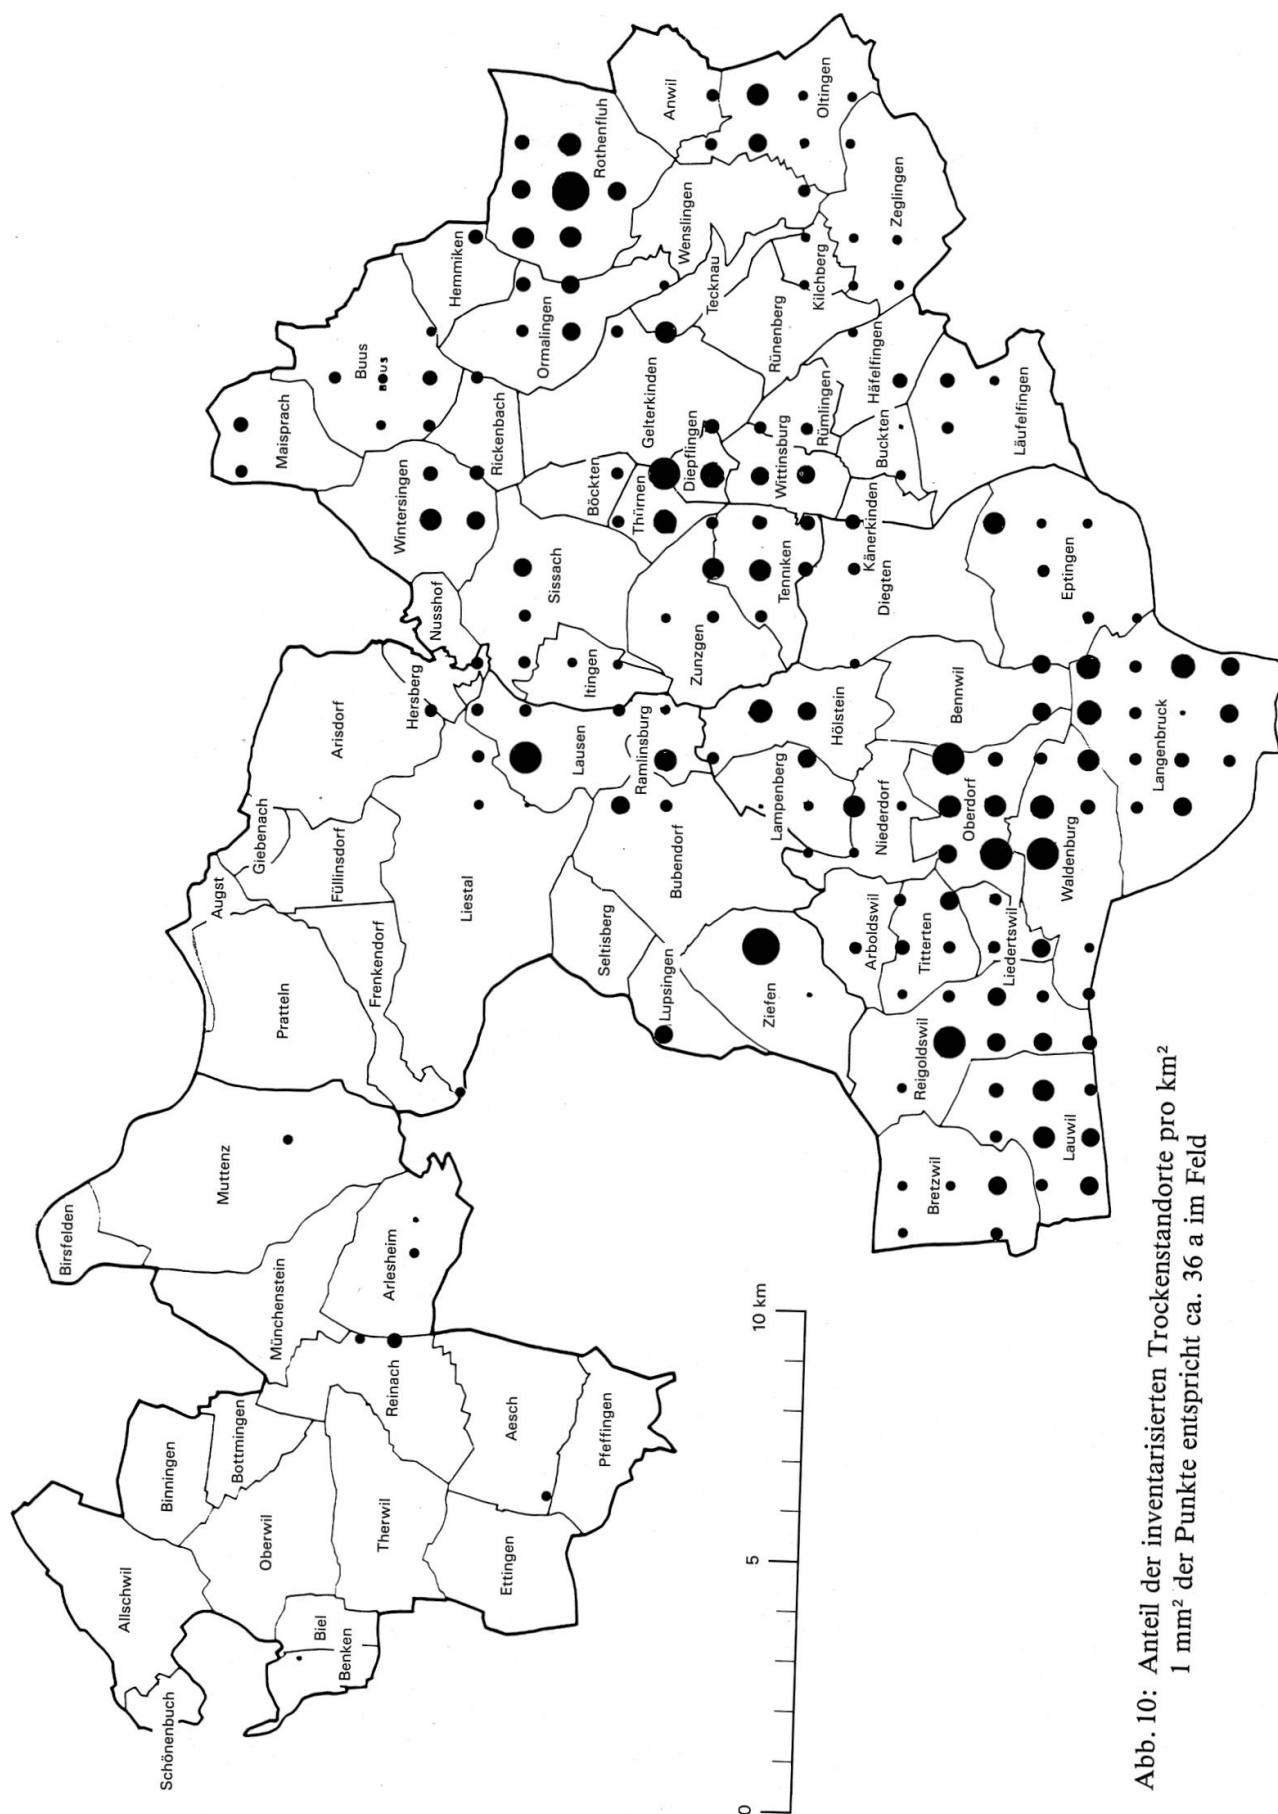 Schönenbuch
Allschwil
Binningen
Bottmingen
Oberwil
Biel
Benken
Therwil
Ettingen
Reinach
Aesch
Pfeffingen
Birsfelden
Münchenstein
Arlesheim
Muttenz
Pratteln
Augst
Giebenach
Füllinsdorf
Frenkendorf
Liestal
Arisdorf
Hersberg
Nusshof
Lausen
Itingen
Sissach
Wintersingen
Maisprach
Buus
BUUS
Hemmiken
Rickenbach
Ormalingen
Rothenfluh
Anwil
Oltingen
Wenslingen
Zeglingen
Tecknau
Kilchberg
Rünenberg
Gelterkinden
Böckten
Thürnen
Diepflingen
Wittinsburg
Rümlingen
Häfelfingen
Buckten
Läufelfingen
Känerkinden
Diegten
Tenniken
Zunzgen
Eptingen
Seltisberg
Bubendorf
Ramlinsburg
Lupsingen
Ziefen
Lampenberg
Hölstein
Bennwil
Niederdorf
Oberdorf
Arboldswil
Titterten
Liedertswil
Waldenburg
Langenbruck
Reigoldswil
Bretzwil
Lauwil
0
5
10 km
Abb. 10: Anteil der inventarisierten Trockenstandorte pro km²
1 mm² der Punkte entspricht ca. 36 a im Feld